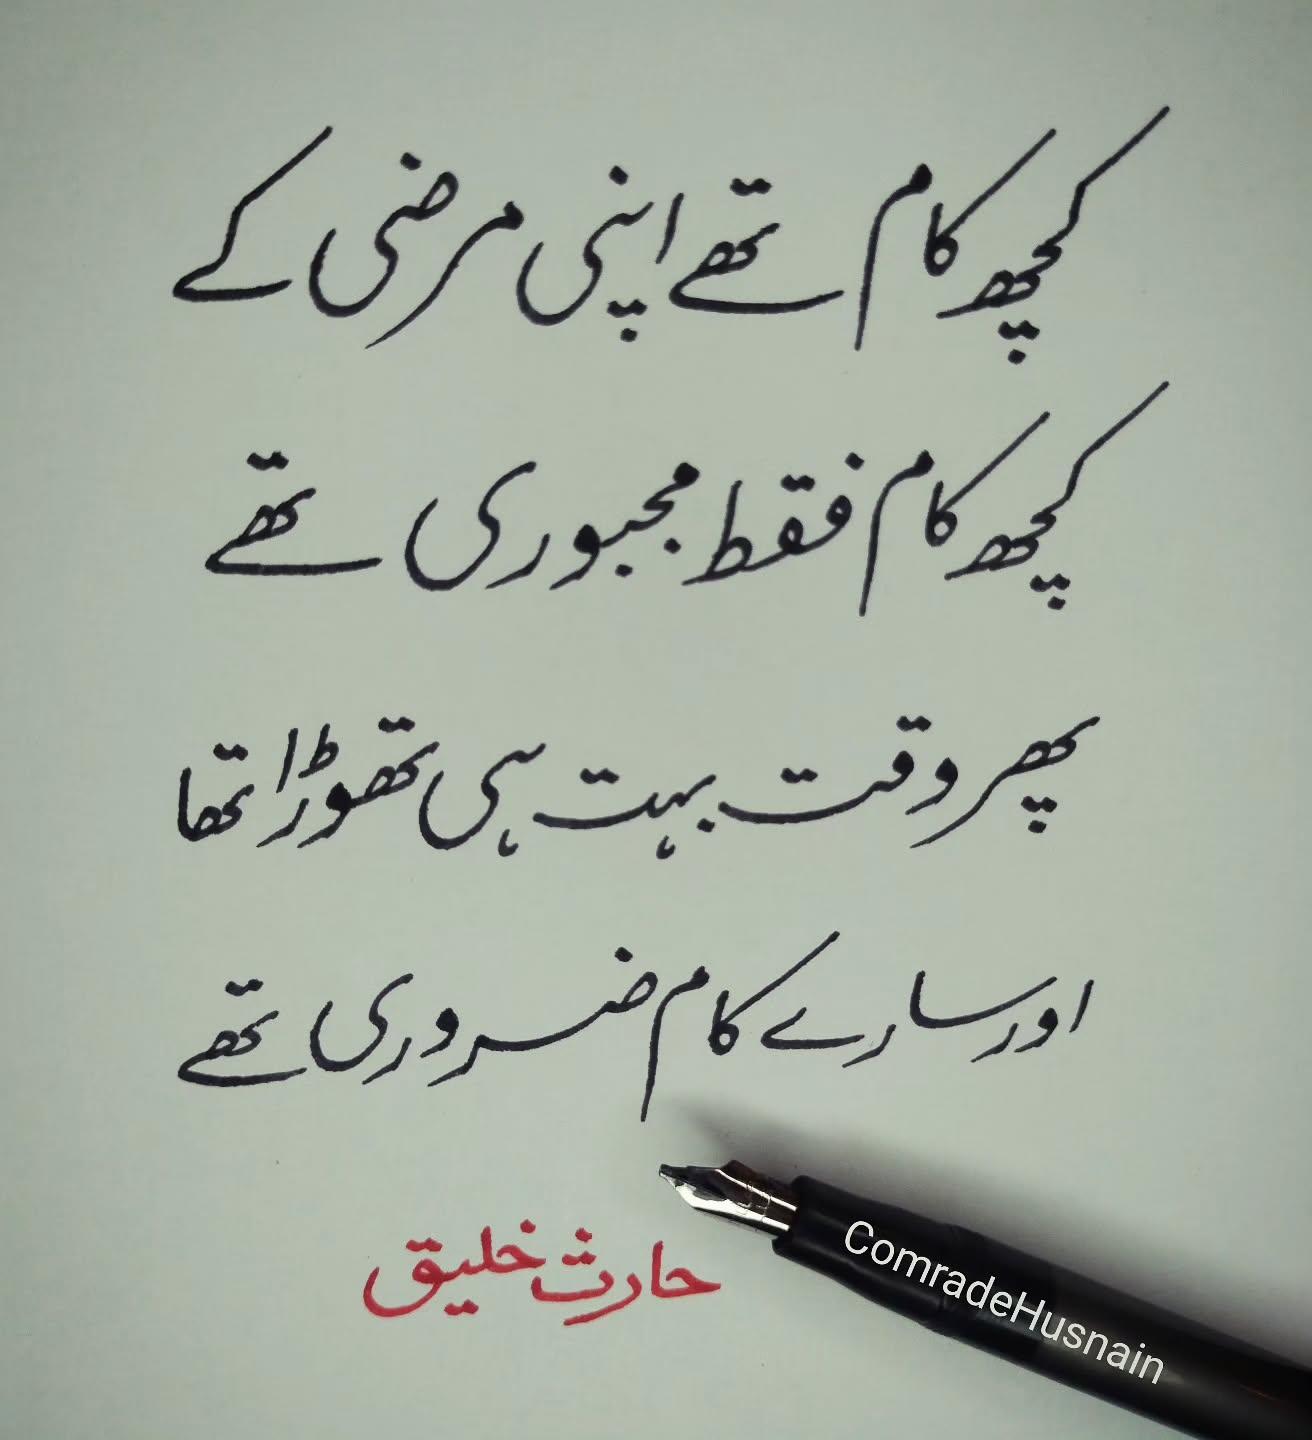 کچھ کام تھے اپنی مرضی کے
کچھ کام فقط مجبوری تھے
پھر وقت بہت ہی تھوڑا تھا
اور سارے کام ضروری تھے
حارث خلیق
ComradeHusnain